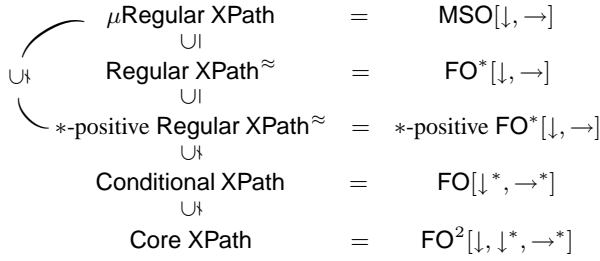 μRegular XPath = MSO[↓, →]
∪ι
Regular XPath≈ = FO*[↓, →]
∪ι
∪ł
*-positive Regular XPath≈ = *-positive FO*[↓, →]
∪ł
Conditional XPath = FO[↓*, →*]
∪ł
Core XPath = FO²[↓, ↓*, →*]